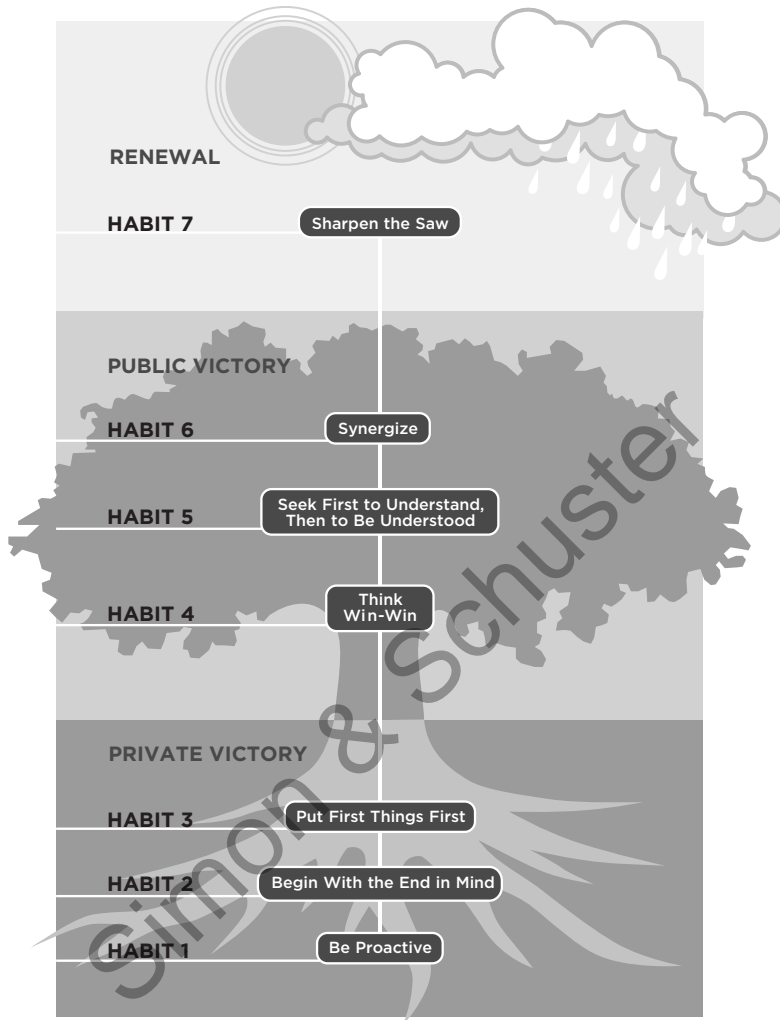 RENEWAL
HABIT 7
Sharpen the Saw
PUBLIC VICTORY
HABIT 6
Synergize
HABIT 5
Seek First to Understand,
Then to Be Understood
HABIT 4
Think
Win-Win
PRIVATE VICTORY
HABIT 3
Put First Things First
HABIT 2
Begin With the End in Mind
HABIT 1
Be Proactive
Simon & Schuster